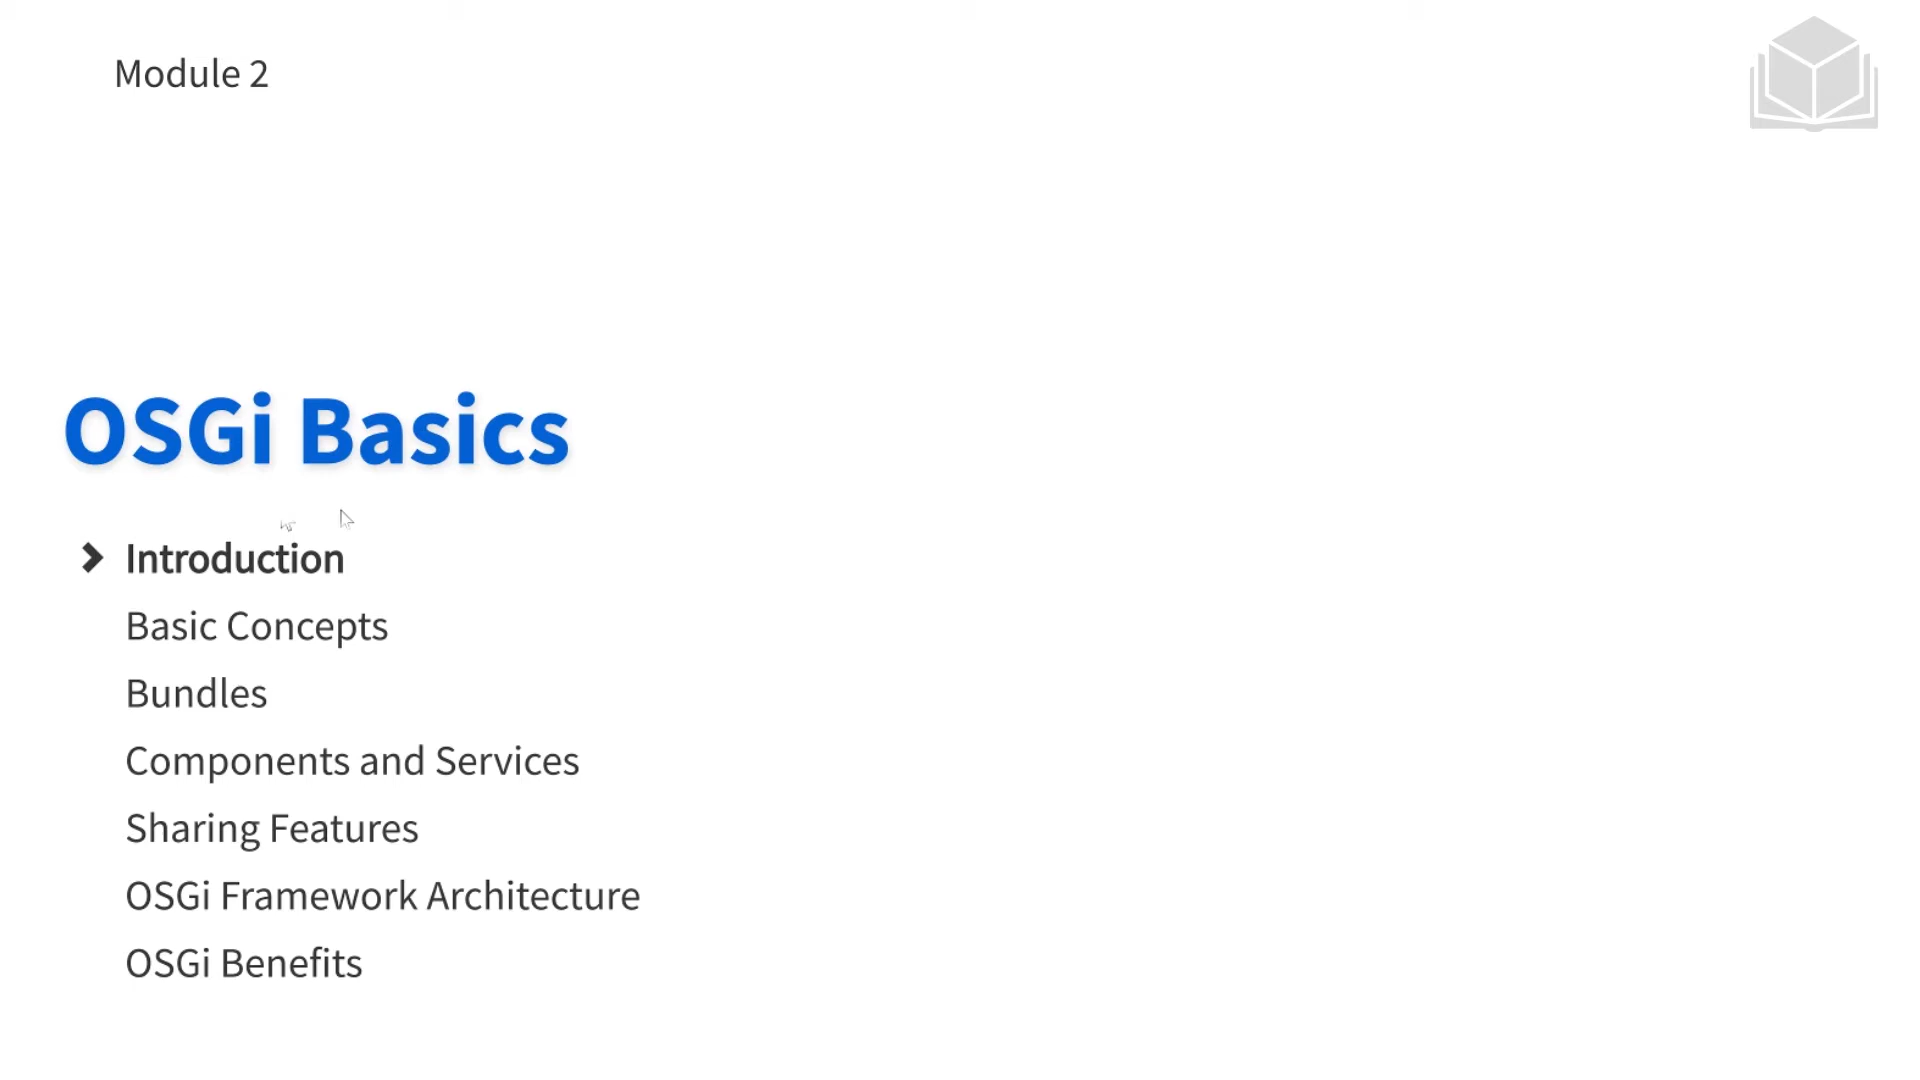 Module 2
OSGi Basics
Introduction
Basic Concepts
Bundles
Components and Services
Sharing Features
OSGi Framework Architecture
OSGi Benefits